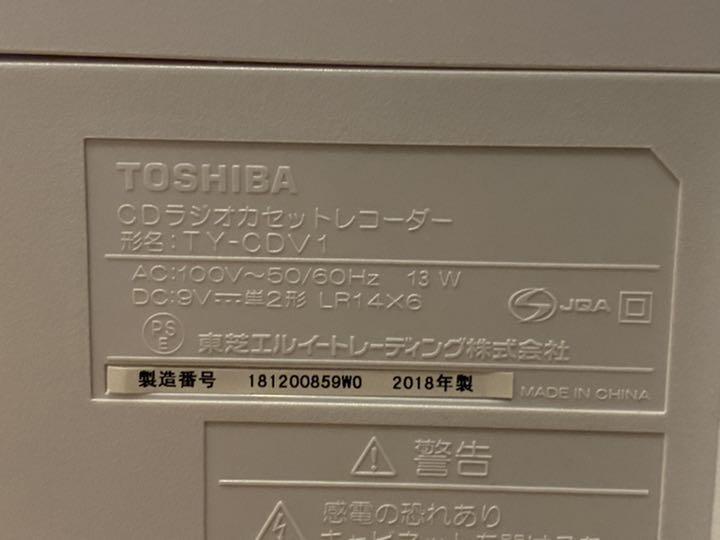 TOSHIBA
CDラジオカセットレコーダー
形名:TY-CDV1
AC:100V～50/60Hz 13 W
DC:9V⎓単2形 LR14X6
JQA
PS
E
東芝エルイートレーディング株式会社
製造番号 181200859W0 2018年製
MADE IN CHINA
⚠警告
感電の恐れあり